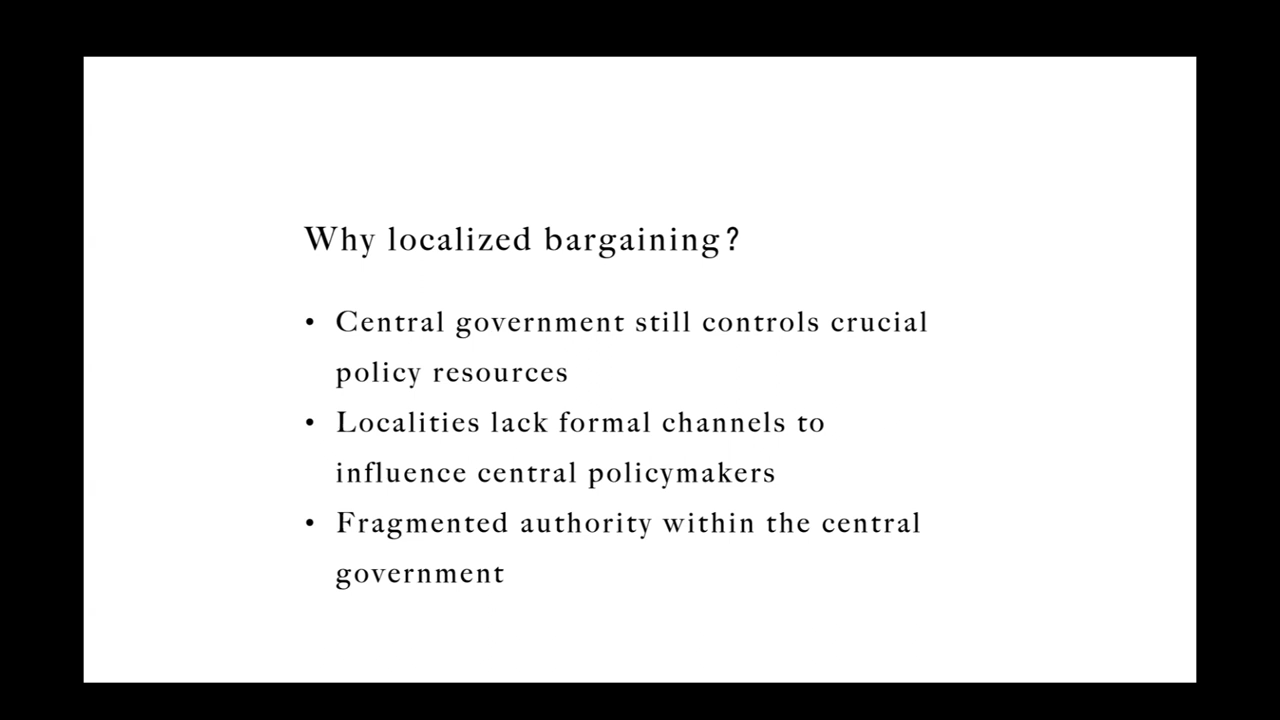 Why localized bargaining?
• Central government still controls crucial
policy resources
• Localities lack formal channels to
influence central policymakers
• Fragmented authority within the central
government